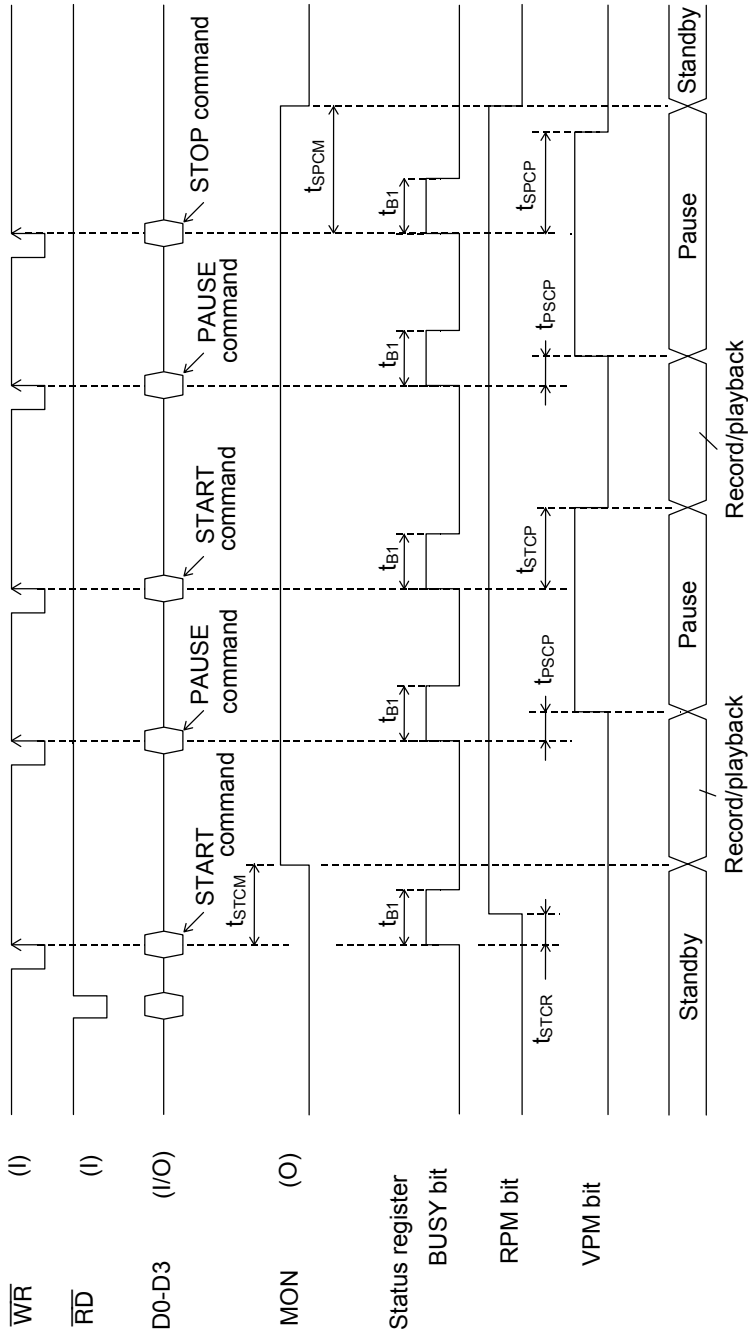 WR (I)
RD (I)
D0-D3 (I/O)
START
command
PAUSE
command
START
command
PAUSE
command
STOP command
MON (O)
tSTCM
tSPCM
Status register
BUSY bit
tB1
tB1
tB1
tB1
tB1
RPM bit
tSTCR
VPM bit
tPSCP
tSTCP
tPSCP
tSPCP
Standby
Record/playback
Pause
Record/playback
Pause
Standby